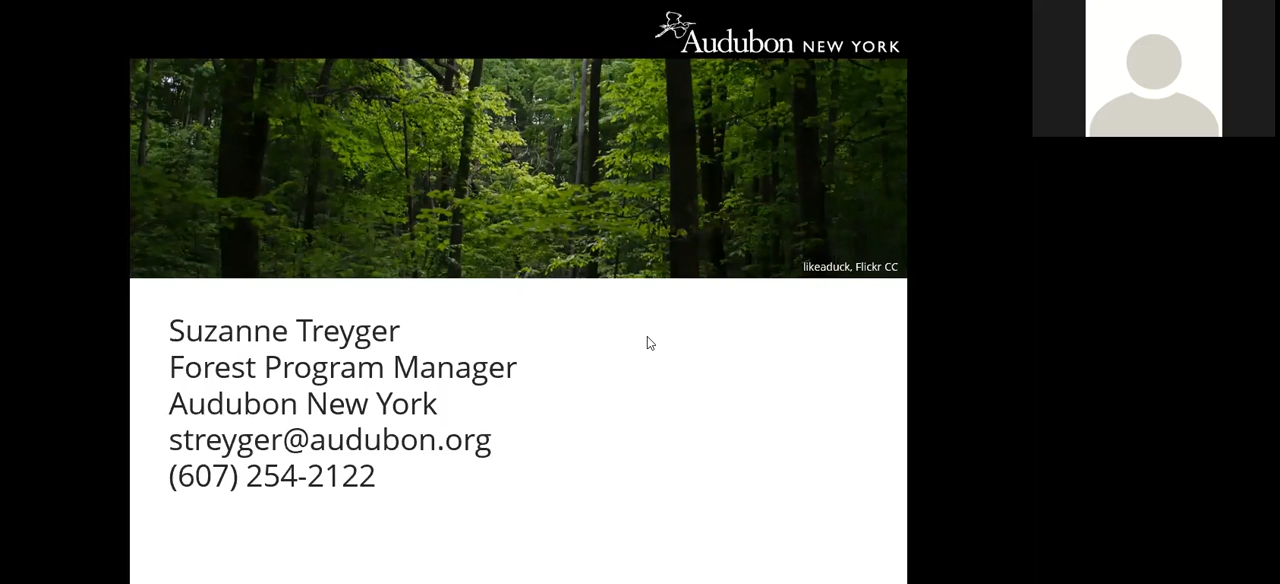 Audubon NEW YORK
likeaduck, Flickr CC
Suzanne Treyger
Forest Program Manager
Audubon New York
streyger@audubon.org
(607) 254-2122